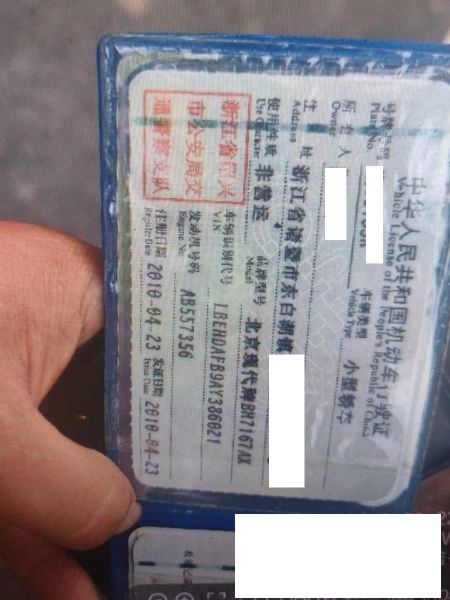 中华人民共和国机动车行驶证
Vehicle License of the People's Republic of China
号牌号码
Plate No.
车辆类型 小型轿车
Vehicle Type
所有人
Owner
住 址 浙江省诸暨市东白湖镇
Address
使用性质 非营运 品牌型号 北京现代牌BH7167AX
Use Character Model
浙江省绍兴
市公安局交
通警察支队
车辆识别代号 LBEHDAFB9AY386021
VIN
发动机号码 AB557356
Engine No.
注册日期 2010-04-23 发证日期 2010-04-23
Register Date Issue Date